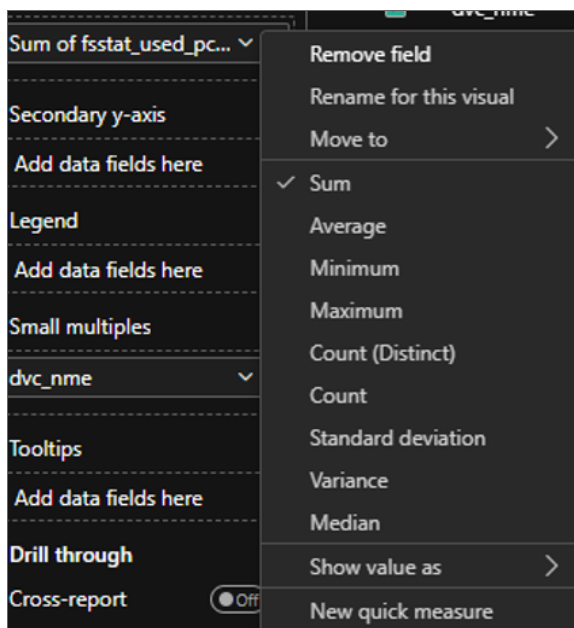 dvc_nme
Sum of fsstat_used_pc...
Secondary y-axis
Add data fields here
Legend
Add data fields here
Small multiples
dvc_nme
Tooltips
Add data fields here
Drill through
Cross-report
Off
Remove field
Rename for this visual
Move to
Sum
Average
Minimum
Maximum
Count (Distinct)
Count
Standard deviation
Variance
Median
Show value as
New quick measure